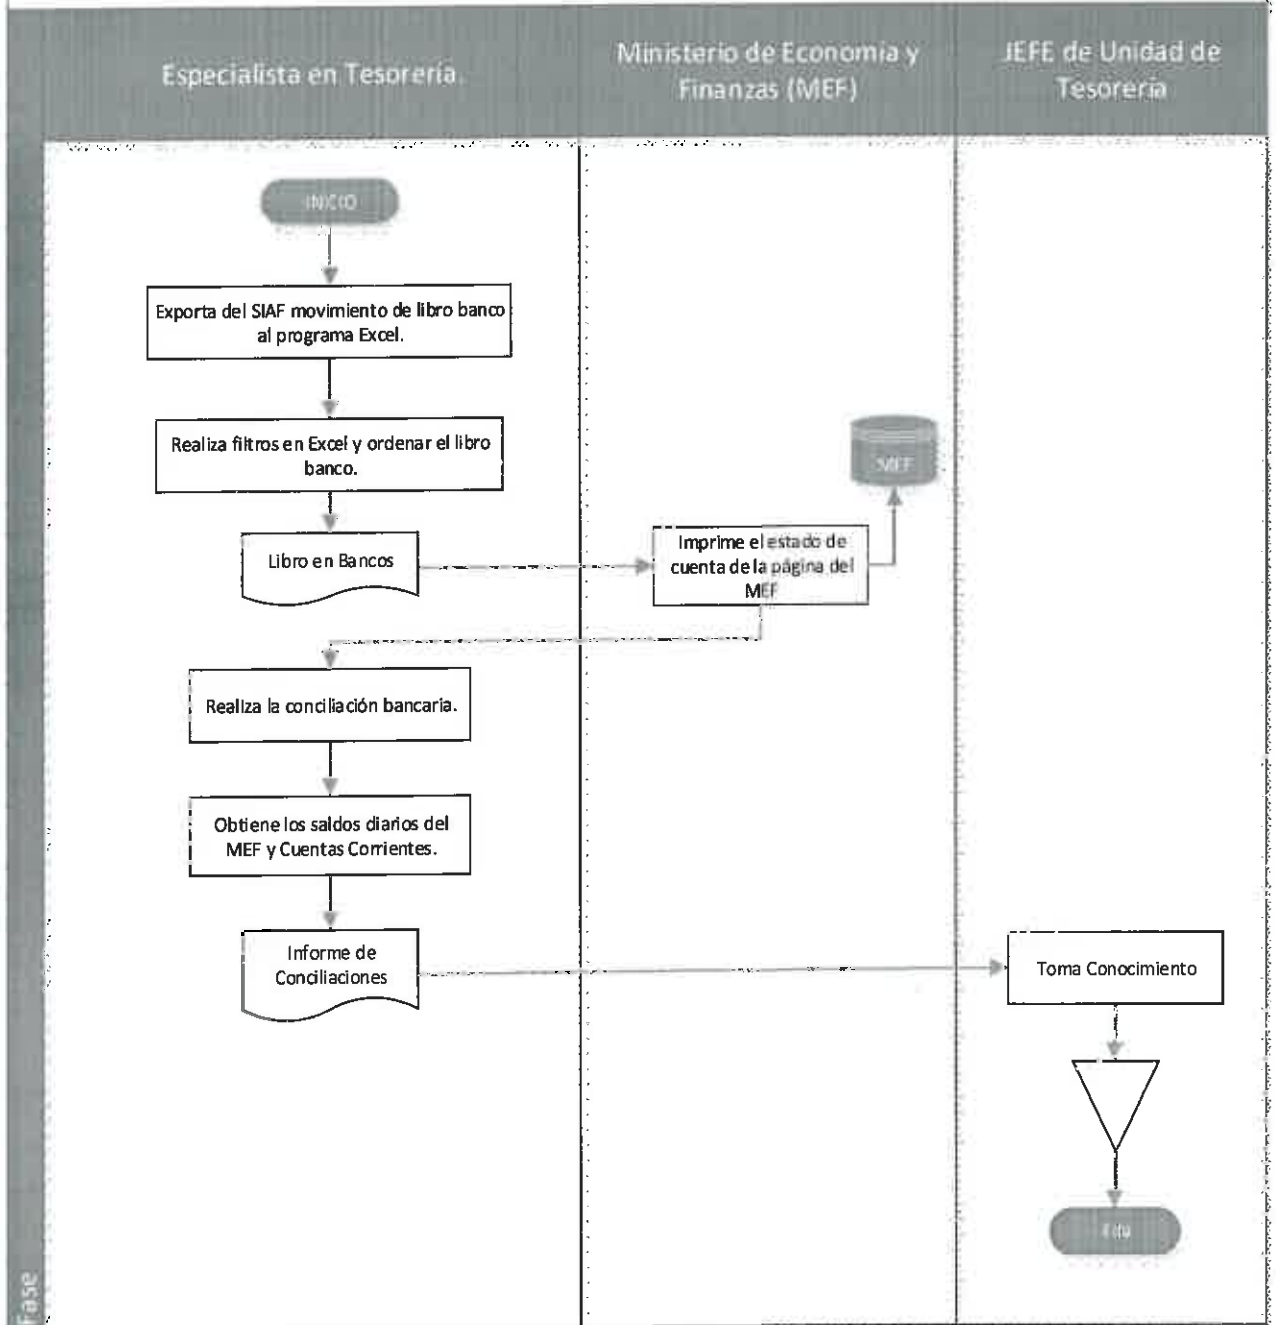 Especialista en Tesorería.
Ministerio de Economía y
Finanzas (MEF)
JEFE de Unidad de
Tesorería
INICIO
Exporta del SIAF movimiento de libro banco
al programa Excel.
Realiza filtros en Excel y ordenar el libro
banco.
MEF
Libro en Bancos
Imprime el estado de
cuenta de la página del
MEF
Realiza la conciliación bancaria.
Obtiene los saldos diarios del
MEF y Cuentas Corrientes.
Informe de
Conciliaciones
Toma Conocimiento
Fase